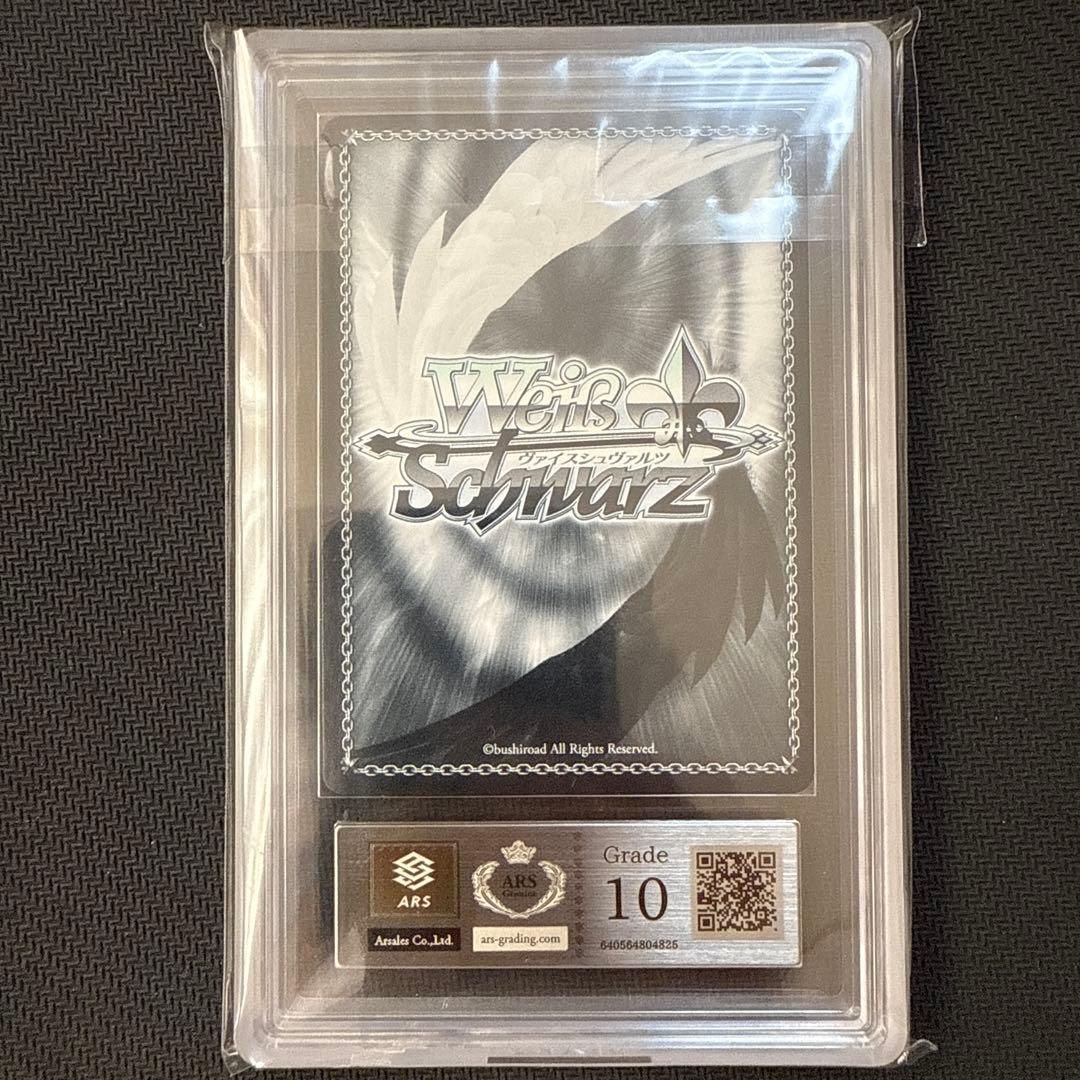 Weiß
ヴァイスシュヴァルツ
Schwarz
©bushiroad All Rights Reserved.
ARS
Arsales Co.,Ltd.
ARS
Genuine
ars-grading.com
Grade
10
640564804825